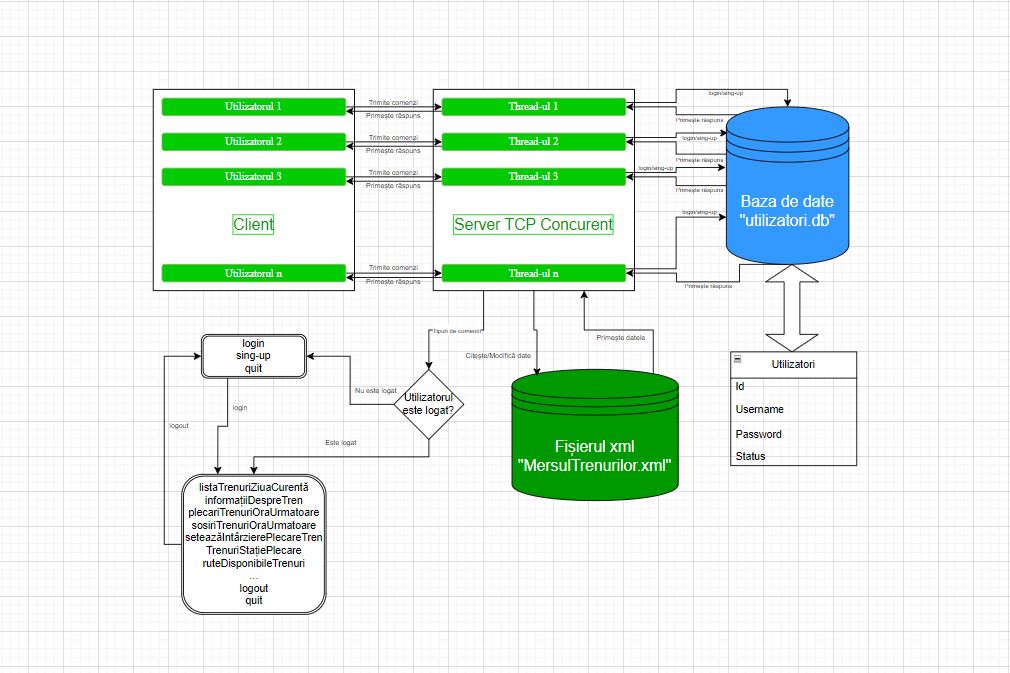 Utilizatorul 1
Trimite comenzi
Primește răspuns
Thread-ul 1
login/sing-up
Primește răspuns
Utilizatorul 2
Trimite comenzi
Primește răspuns
Thread-ul 2
login/sing-up
Primește răspuns
Utilizatorul 3
Trimite comenzi
Primește răspuns
Thread-ul 3
login/sing-up
Primește răspuns
Client
Server TCP Concurent
login/sing-up
Baza de date
"utilizatori.db"
Utilizatorul n
Trimite comenzi
Primește răspuns
Thread-ul n
Primește răspuns
Tipuri de comenzi
Citește/Modifică date
Primește datele
login
sing-up
quit
Nu este logat
Utilizatorul
este logat?
Este logat
login
logout
Fișierul xml
"MersulTrenurilor.xml"
Utilizatori
Id
Username
Password
Status
listaTrenuriZiuaCurentă
informațiiDespreTren
plecariTrenuriOraUrmatoare
sosiriTrenuriOraUrmatoare
seteazăIntârzierePlecareTren
TrenuriStațiePlecare
ruteDisponibileTrenuri
...
logout
quit